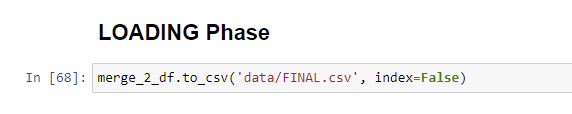 LOADING Phase
In [68]: merge_2_df.to_csv('data/FINAL.csv', index=False)